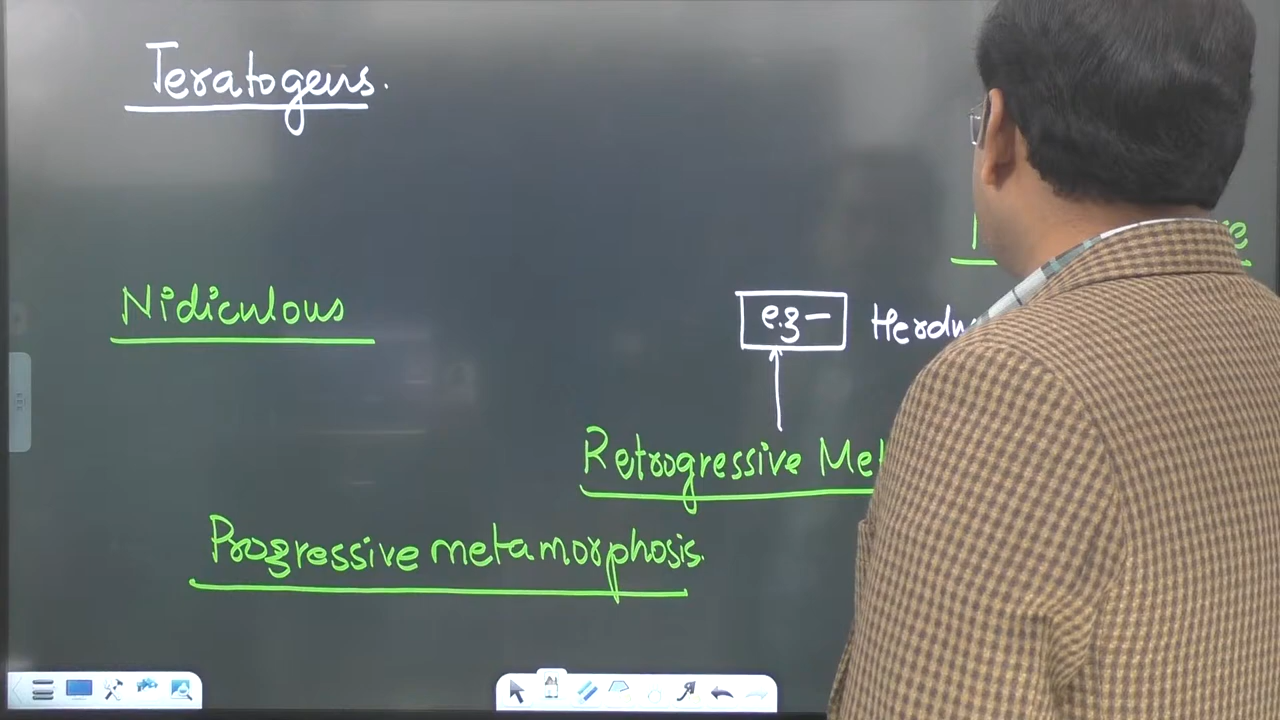 Teratogens.
Nidiculous
e.g-
Retrogressive
Progressive metamorphosis.